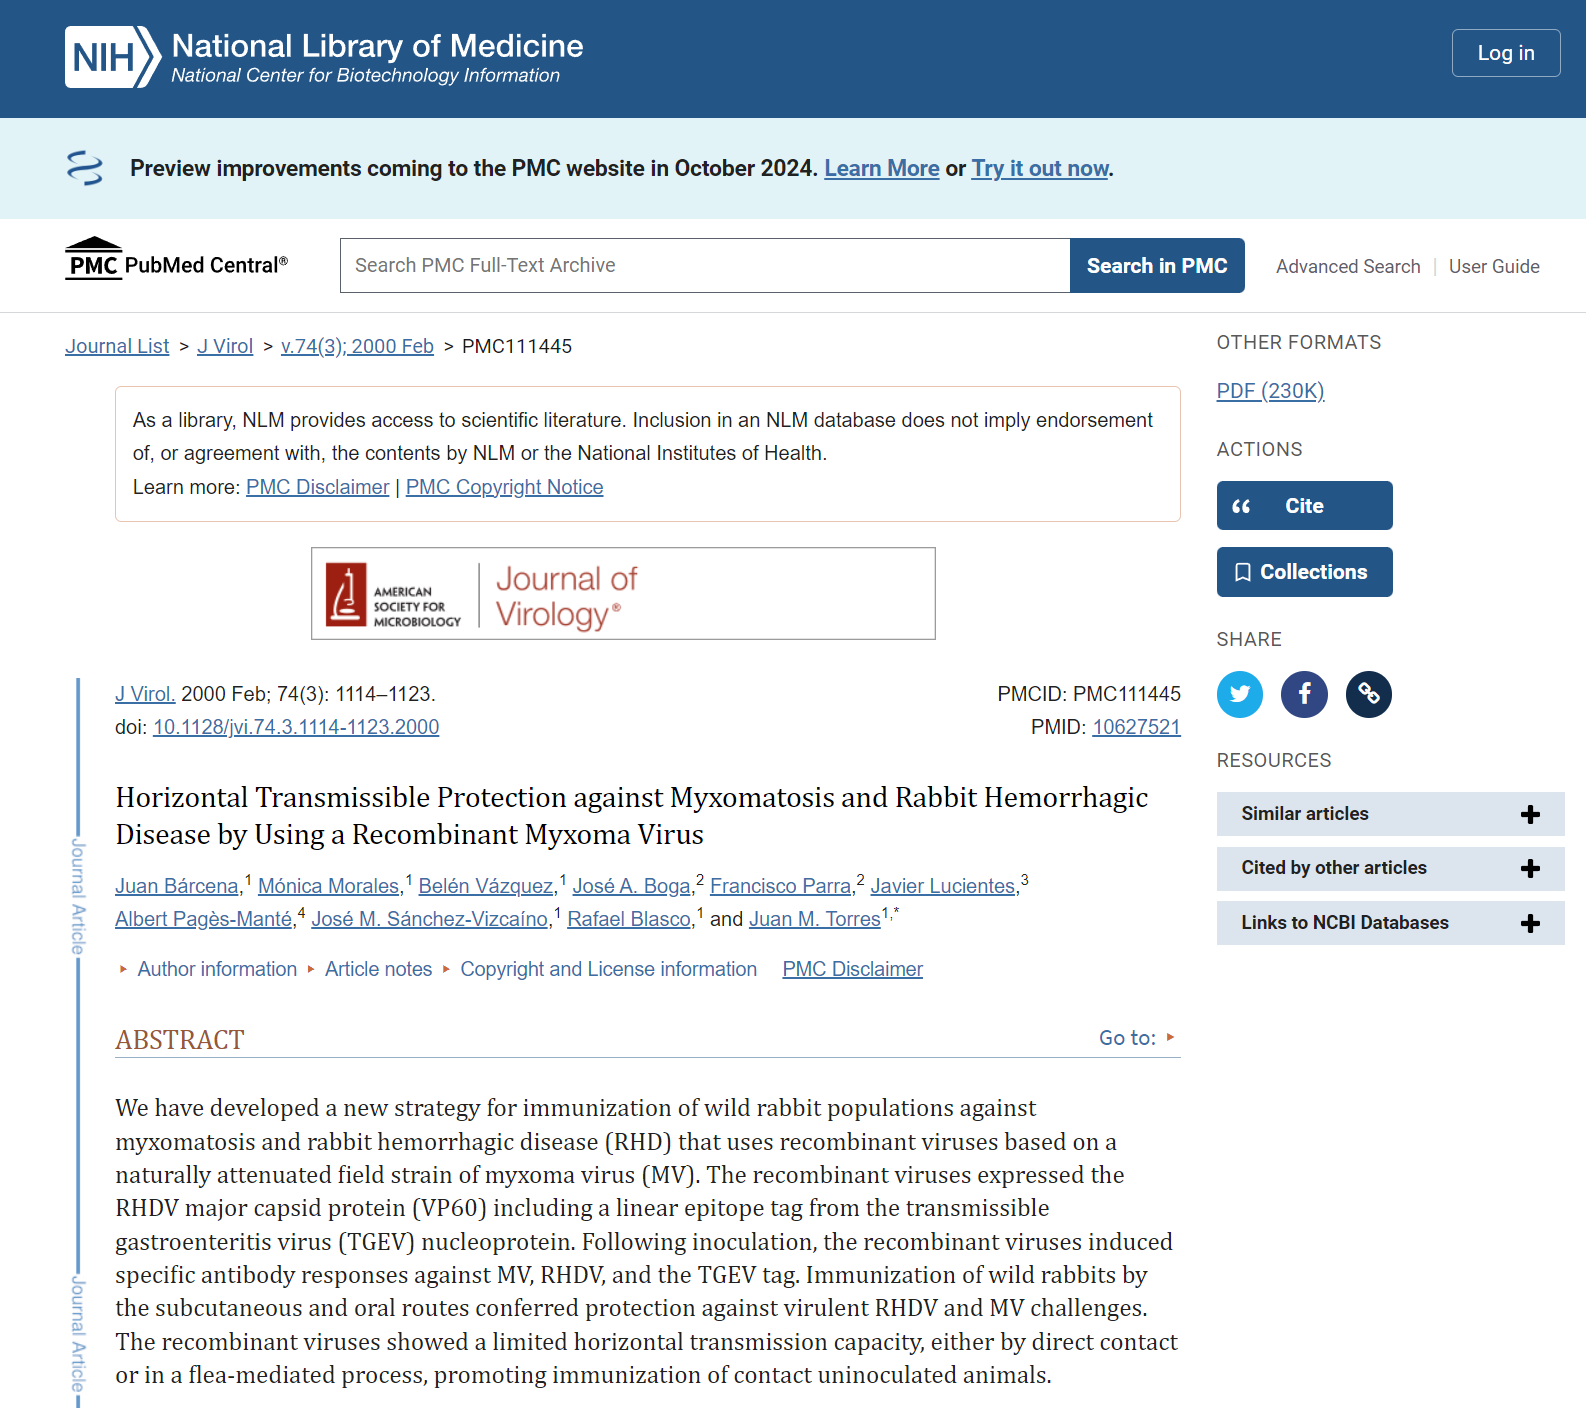 NIH National Library of Medicine
National Center for Biotechnology Information
Log in
Preview improvements coming to the PMC website in October 2024. Learn More or Try it out now.
PMC PubMed Central®
Search PMC Full-Text Archive
Search in PMC
Advanced Search | User Guide
Journal List > J Virol > v.74(3); 2000 Feb > PMC111445
As a library, NLM provides access to scientific literature. Inclusion in an NLM database does not imply endorsement
of, or agreement with, the contents by NLM or the National Institutes of Health.
Learn more: PMC Disclaimer | PMC Copyright Notice
AMERICAN
SOCIETY FOR
MICROBIOLOGY
Journal of
Virology®
J Virol. 2000 Feb; 74(3): 1114–1123.
doi: 10.1128/jvi.74.3.1114-1123.2000
PMCID: PMC111445
PMID: 10627521
Horizontal Transmissible Protection against Myxomatosis and Rabbit Hemorrhagic
Disease by Using a Recombinant Myxoma Virus
Juan Bárcena,1 Mónica Morales,1 Belén Vázquez,1 José A. Boga,2 Francisco Parra,2 Javier Lucientes,3
Albert Pagès-Manté,4 José M. Sánchez-Vizcaíno,1 Rafael Blasco,1 and Juan M. Torres1,*
Author information Article notes Copyright and License information PMC Disclaimer
ABSTRACT
Go to:
We have developed a new strategy for immunization of wild rabbit populations against
myxomatosis and rabbit hemorrhagic disease (RHD) that uses recombinant viruses based on a
naturally attenuated field strain of myxoma virus (MV). The recombinant viruses expressed the
RHDV major capsid protein (VP60) including a linear epitope tag from the transmissible
gastroenteritis virus (TGEV) nucleoprotein. Following inoculation, the recombinant viruses induced
specific antibody responses against MV, RHDV, and the TGEV tag. Immunization of wild rabbits by
the subcutaneous and oral routes conferred protection against virulent RHDV and MV challenges.
The recombinant viruses showed a limited horizontal transmission capacity, either by direct contact
or in a flea-mediated process, promoting immunization of contact uninoculated animals.
Journal Article
Journal Article
OTHER FORMATS
PDF (230K)
ACTIONS
Cite
Collections
SHARE
RESOURCES
Similar articles
Cited by other articles
Links to NCBI Databases